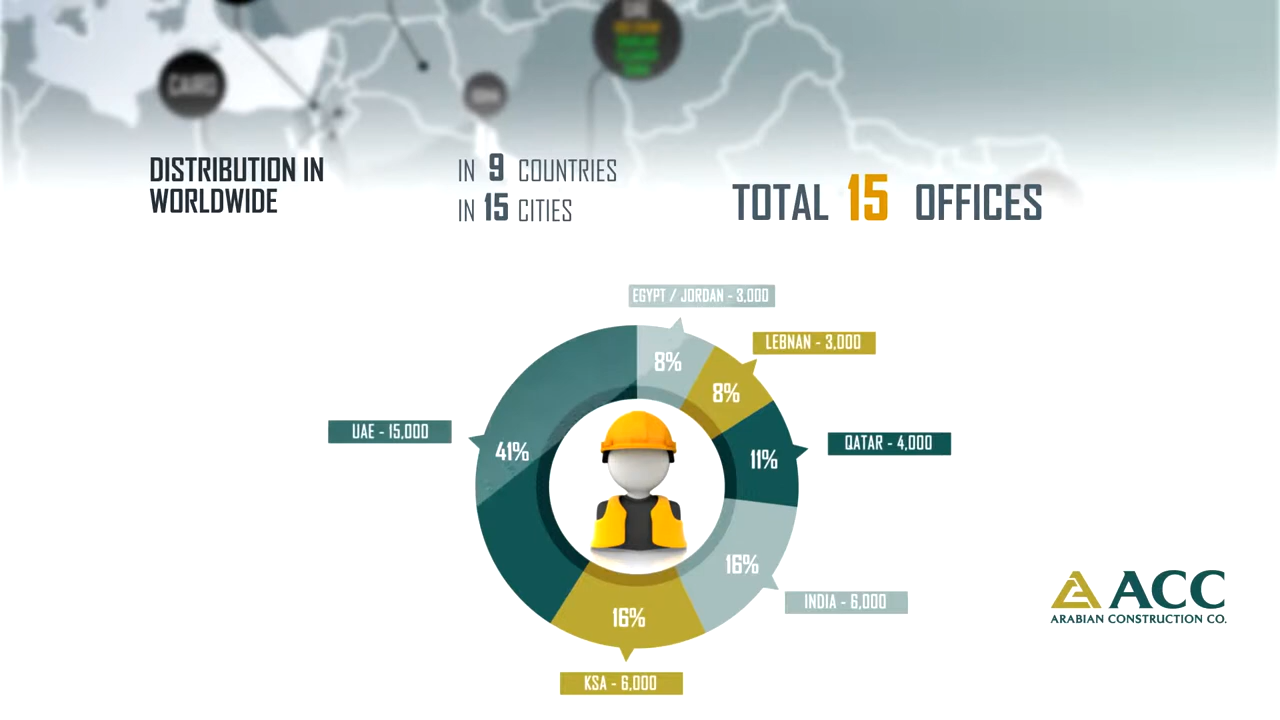 UAE
CAIRO
DISTRIBUTION IN
WORLDWIDE
IN 9 COUNTRIES
IN 15 CITIES
TOTAL 15 OFFICES
EGYPT / JORDAN - 3,000
8%
LEBNAN - 3,000
8%
UAE - 15,000
41%
QATAR - 4,000
11%
16%
INDIA - 6,000
16%
KSA - 6,000
ACC
ARABIAN CONSTRUCTION CO.